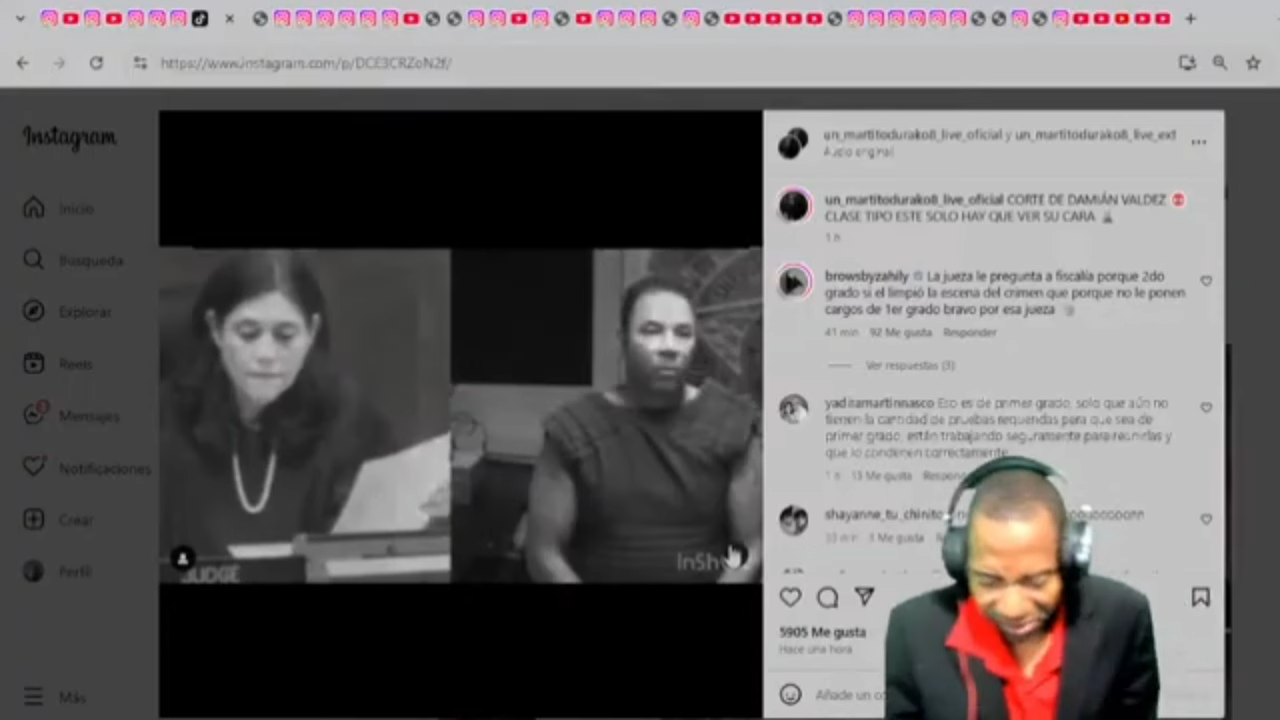 https://www.instagram.com/p/DCE3CRZoN2f/
Instagram
Inicio
Búsqueda
Explorar
Reels
Mensajes
Notificaciones
Crear
Perfil
Más
JUDGE
InSh
un_martitodurako8_live_oficial y un_martitodurako8_live_ext
Audio original
un_martitodurako8_live_oficial CORTE DE DAMIÁN VALDEZ
CLASE TIPO ESTE SOLO HAY QUE VER SU CARA
1 h
browsbyzahily La jueza le pregunta a fiscalía porque 2do
grado si el limpió la escena del crimen que porque no le ponen
cargos de 1er grado bravo por esa jueza
41 min 92 Me gusta Responder
Ver respuestas (3)
yadiramartinnasco Eso es de primer grado, solo que aún no
tienen la cantidad de pruebas requeridas para que sea de
primer grado, están trabajando seguramente para reunirlas y
que lo condenen correctamente
1 h 13 Me gusta Respon
shayanne_tu_chinito
33 min 3 Me gusta
5905 Me gusta
Hace una hora
Añade un